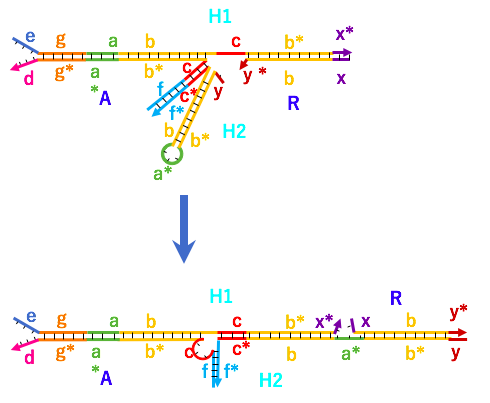 H1
e g a b c b* x*
d g* a b* c y y* b x
* A f c* R
f*
b b* H2
a*
H1 R
e g a b c b* x* x b y*
d g* a b* c c* b a* b* y
* A f f* H2